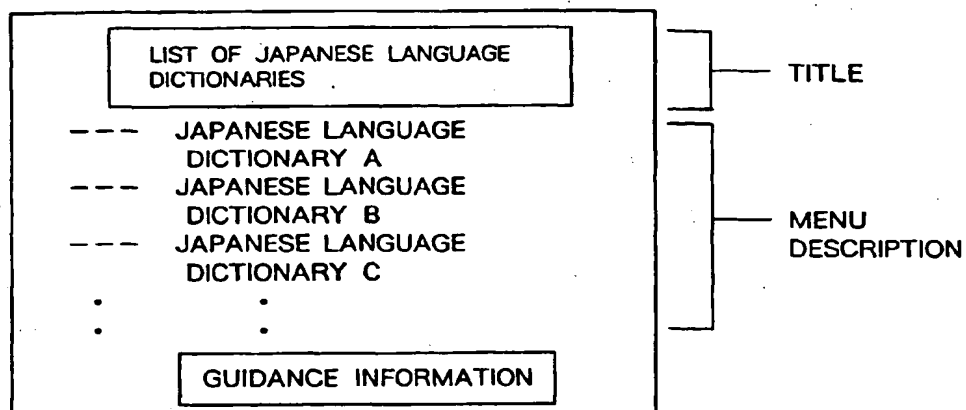 LIST OF JAPANESE LANGUAGE
DICTIONARIES
TITLE
--- JAPANESE LANGUAGE
DICTIONARY A
--- JAPANESE LANGUAGE
DICTIONARY B
--- JAPANESE LANGUAGE
DICTIONARY C
MENU
DESCRIPTION
GUIDANCE INFORMATION